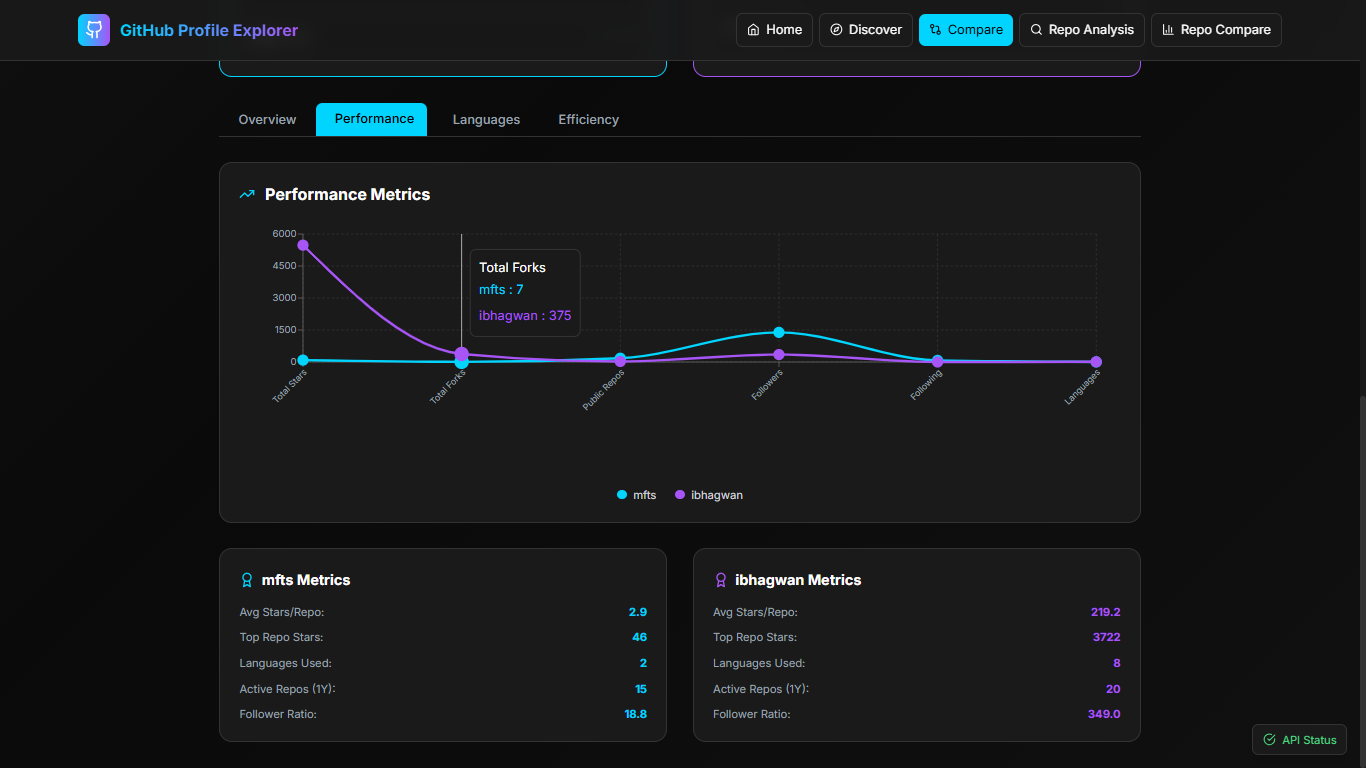 GitHub Profile Explorer
Home
Discover
Compare
Repo Analysis
Repo Compare
Overview
Performance
Languages
Efficiency
Performance Metrics
6000
4500
3000
1500
0
Total Forks
mfts : 7
ibhagwan : 375
Total Stars
Total Forks
Public Repos
Followers
Following
Languages
mfts
ibhagwan
mfts Metrics
Avg Stars/Repo: 2.9
Top Repo Stars: 46
Languages Used: 2
Active Repos (1Y): 15
Follower Ratio: 18.8
ibhagwan Metrics
Avg Stars/Repo: 219.2
Top Repo Stars: 3722
Languages Used: 8
Active Repos (1Y): 20
Follower Ratio: 349.0
API Status